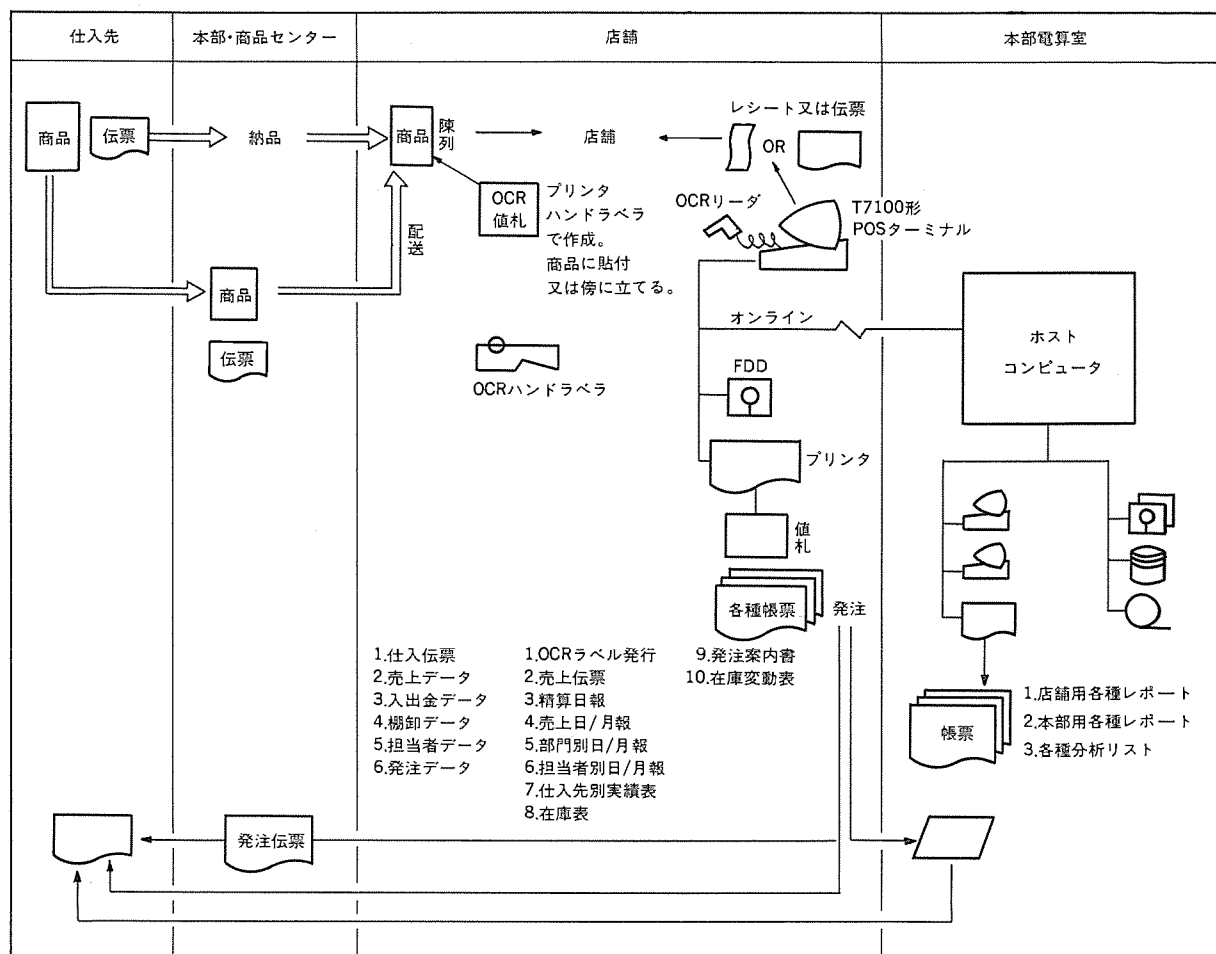 仕入先
本部・商品センター
店舗
本部電算室
商品
伝票
納品
商品
陳列
店舗
レシート又は伝票
OR
OCR
値札
プリンタ
ハンドラベラ
で作成。
商品に貼付
又は傍に立てる。
OCRリーダ
T7100形
POSターミナル
配送
商品
伝票
オンライン
ホスト
コンピュータ
OCRハンドラベラ
FDD
プリンタ
値札
各種帳票
発注
1.仕入伝票
2.売上データ
3.入出金データ
4.棚卸データ
5.担当者データ
6.発注データ
1.OCRラベル発行
2.売上伝票
3.精算日報
4.売上日/月報
5.部門別日/月報
6.担当者別日/月報
7.仕入先別実績表
8.在庫表
9.発注案内書
10.在庫変動表
帳票
1.店舗用各種レポート
2.本部用各種レポート
3.各種分析リスト
発注伝票